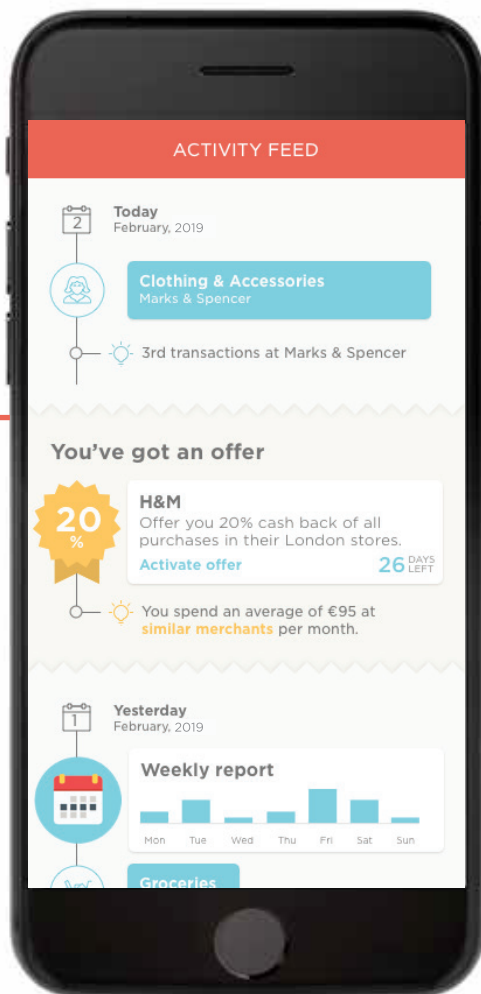 ACTIVITY FEED
2
Today
February, 2019
Clothing & Accessories
Marks & Spencer
3rd transactions at Marks & Spencer
You've got an offer
20
%
H&M
Offer you 20% cash back of all
purchases in their London stores.
Activate offer
26 DAYS LEFT
You spend an average of €95 at
similar merchants per month.
1
Yesterday
February, 2019
Weekly report
Mon Tue Wed Thu Fri Sat Sun
Groceries